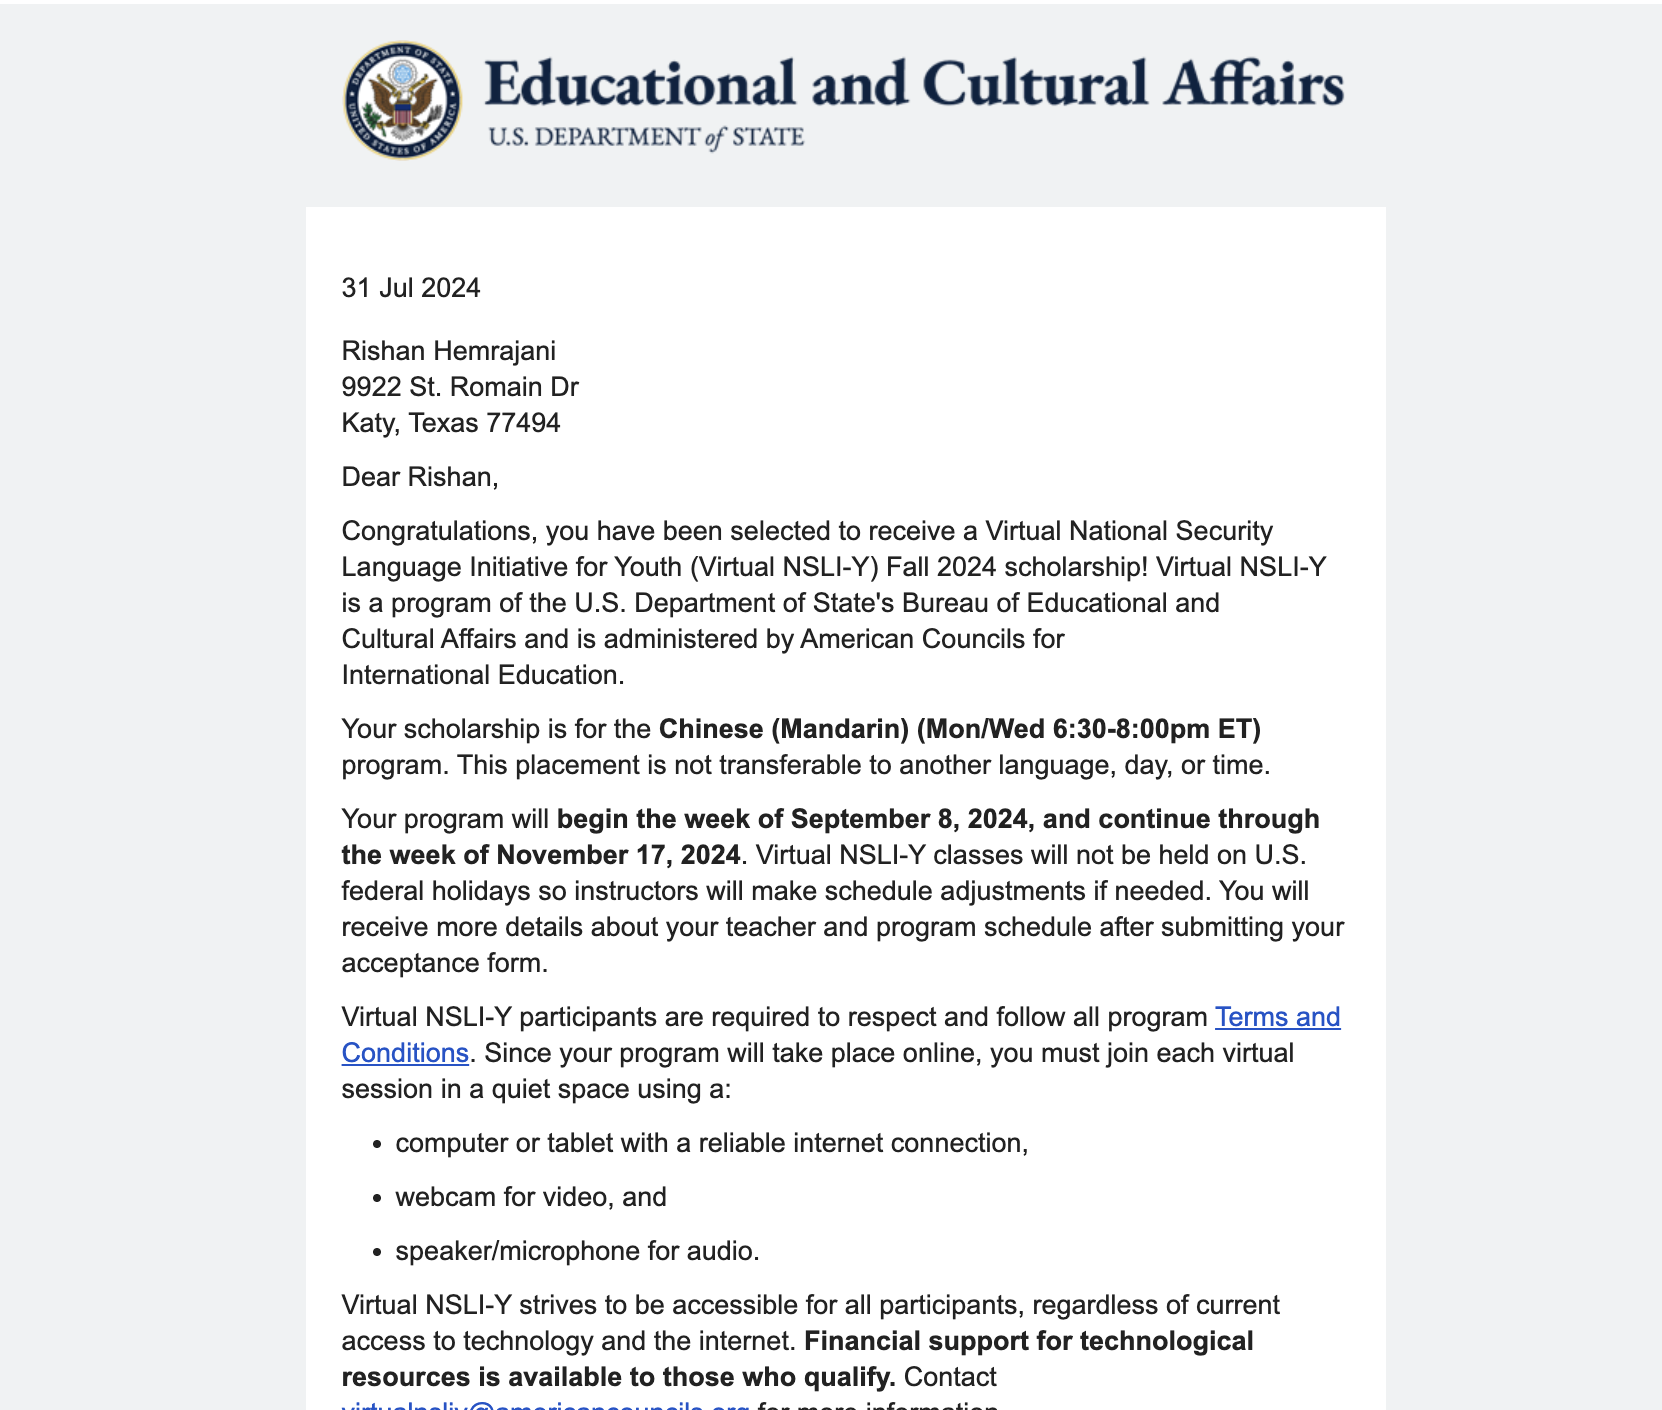 DEPARTMENT OF STATE
UNITED STATES OF AMERICA
Educational and Cultural Affairs
U.S. DEPARTMENT of STATE
31 Jul 2024
Rishan Hemrajani
9922 St. Romain Dr
Katy, Texas 77494
Dear Rishan,
Congratulations, you have been selected to receive a Virtual National Security
Language Initiative for Youth (Virtual NSLI-Y) Fall 2024 scholarship! Virtual NSLI-Y
is a program of the U.S. Department of State's Bureau of Educational and
Cultural Affairs and is administered by American Councils for
International Education.
Your scholarship is for the Chinese (Mandarin) (Mon/Wed 6:30-8:00pm ET)
program. This placement is not transferable to another language, day, or time.
Your program will begin the week of September 8, 2024, and continue through
the week of November 17, 2024. Virtual NSLI-Y classes will not be held on U.S.
federal holidays so instructors will make schedule adjustments if needed. You will
receive more details about your teacher and program schedule after submitting your
acceptance form.
Virtual NSLI-Y participants are required to respect and follow all program Terms and
Conditions. Since your program will take place online, you must join each virtual
session in a quiet space using a:
• computer or tablet with a reliable internet connection,
• webcam for video, and
• speaker/microphone for audio.
Virtual NSLI-Y strives to be accessible for all participants, regardless of current
access to technology and the internet. Financial support for technological
resources is available to those who qualify. Contact
virtualnsliy@americancouncils.org for more information